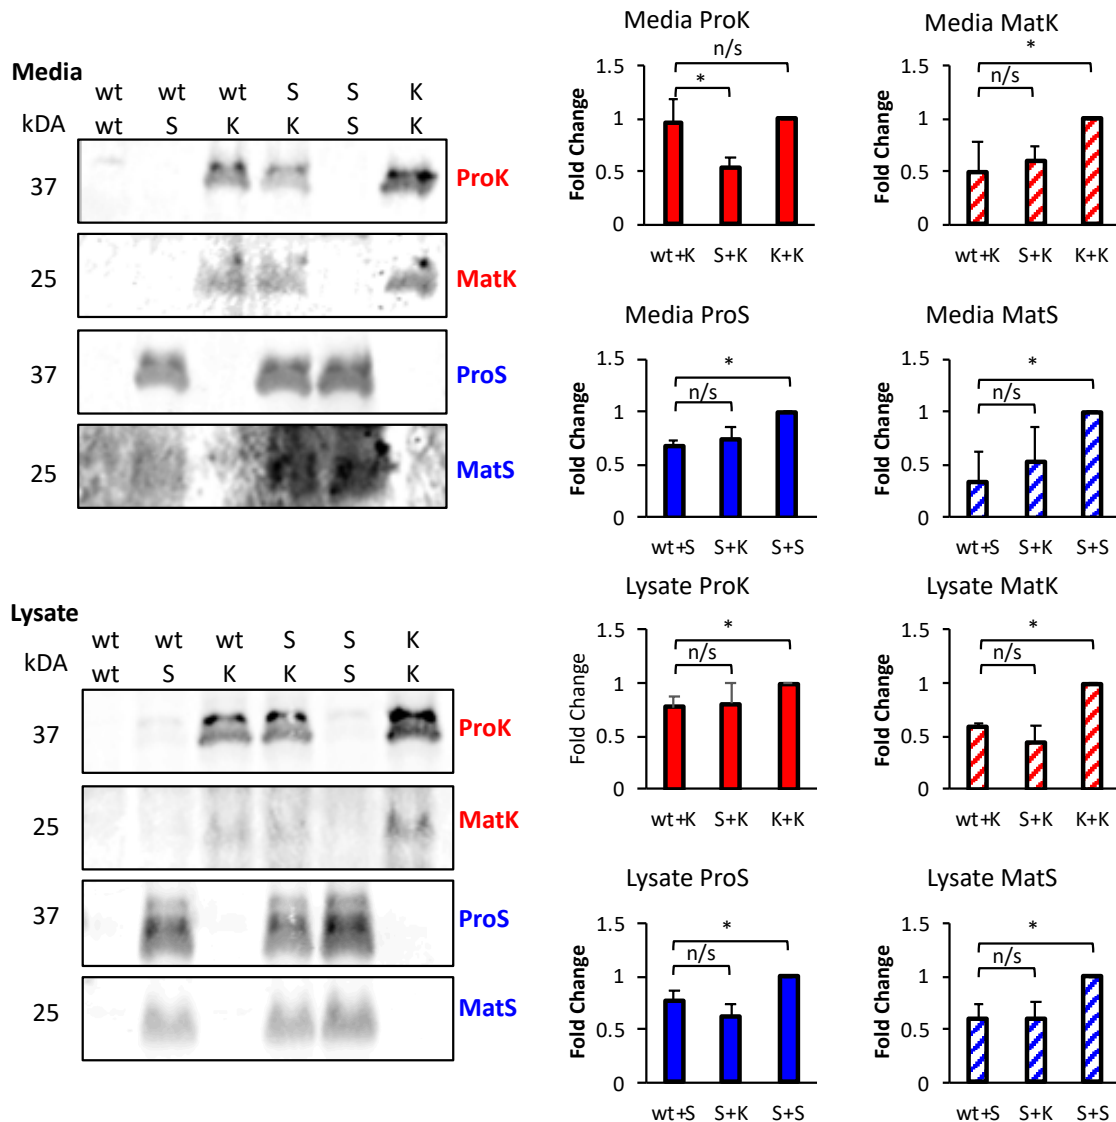 Media
wt wt wt S S K
kDA wt S K K S K
37 ProK
25 MatK
37 ProS
25 MatS
Media ProK
n/s
*
Fold Change
1.5
1
0.5
0
wt+K S+K K+K
Media MatK
*
n/s
Fold Change
1.5
1
0.5
0
wt+K S+K K+K
Media ProS
*
n/s
Fold Change
1.5
1
0.5
0
wt+S S+K S+S
Media MatS
*
n/s
Fold Change
1.5
1
0.5
0
wt+S S+K S+S
Lysate
wt wt wt S S K
kDA wt S K K S K
37 ProK
25 MatK
37 ProS
25 MatS
Lysate ProK
*
n/s
Fold Change
1.5
1
0.5
0
wt+K S+K K+K
Lysate MatK
*
n/s
Fold Change
1.5
1
0.5
0
wt+K S+K K+K
Lysate ProS
*
n/s
Fold Change
1.5
1
0.5
0
wt+S S+K S+S
Lysate MatS
*
n/s
Fold Change
1.5
1
0.5
0
wt+S S+K S+S